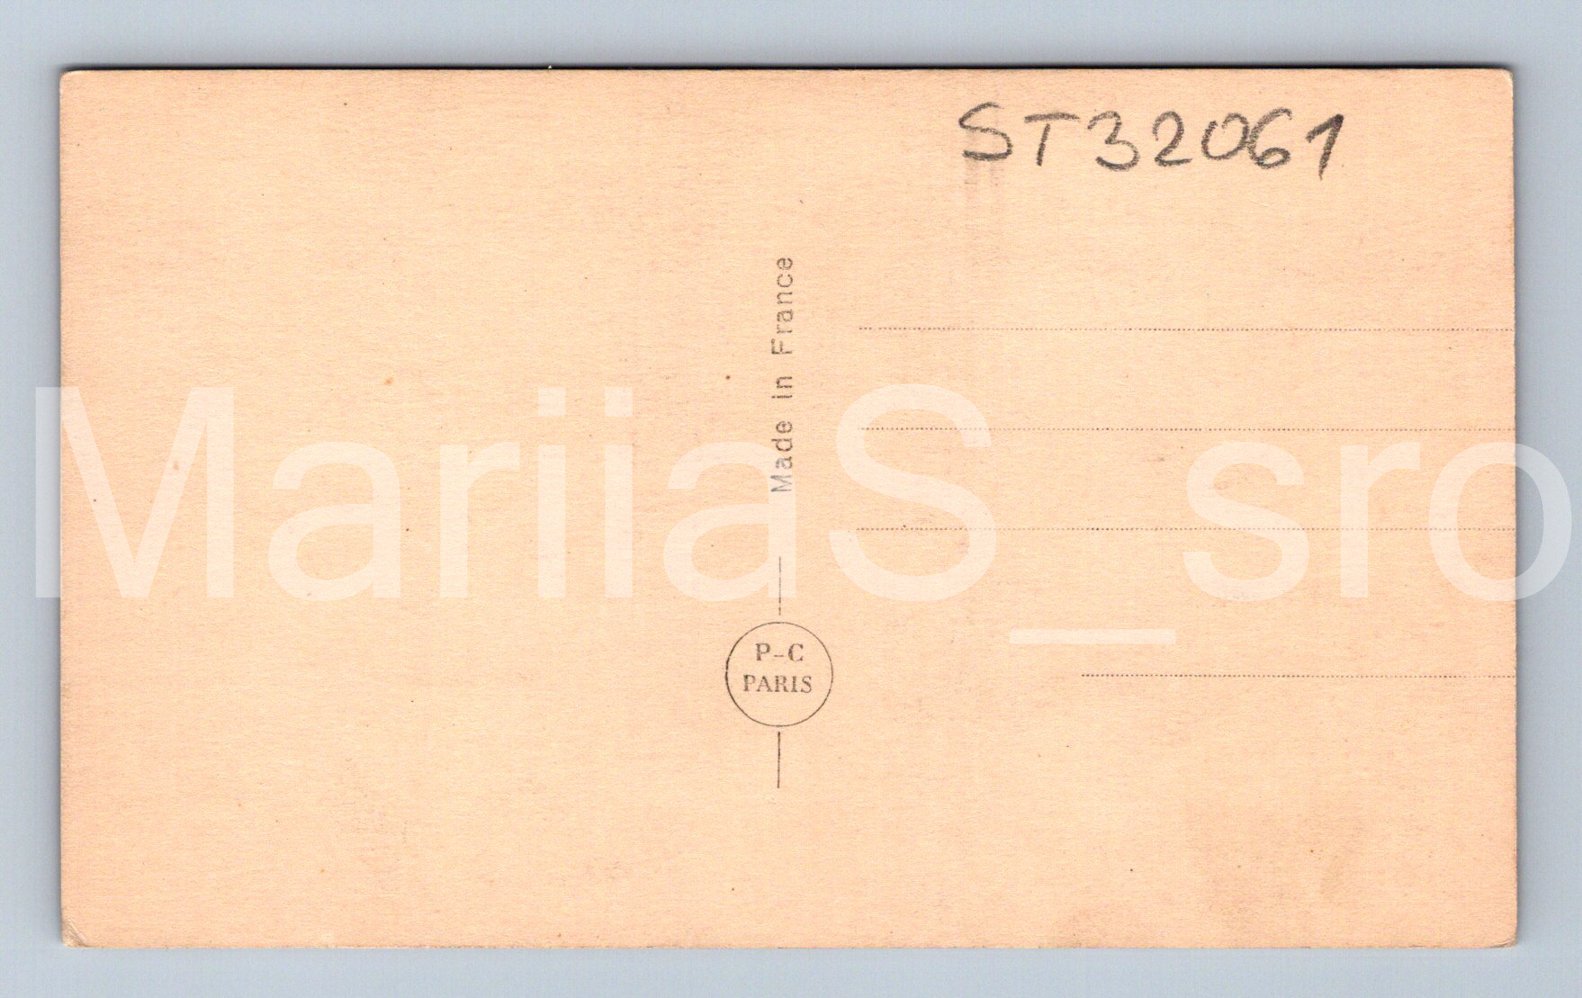 ST32061
Made in France
MariiaS_sro
P-C
PARIS